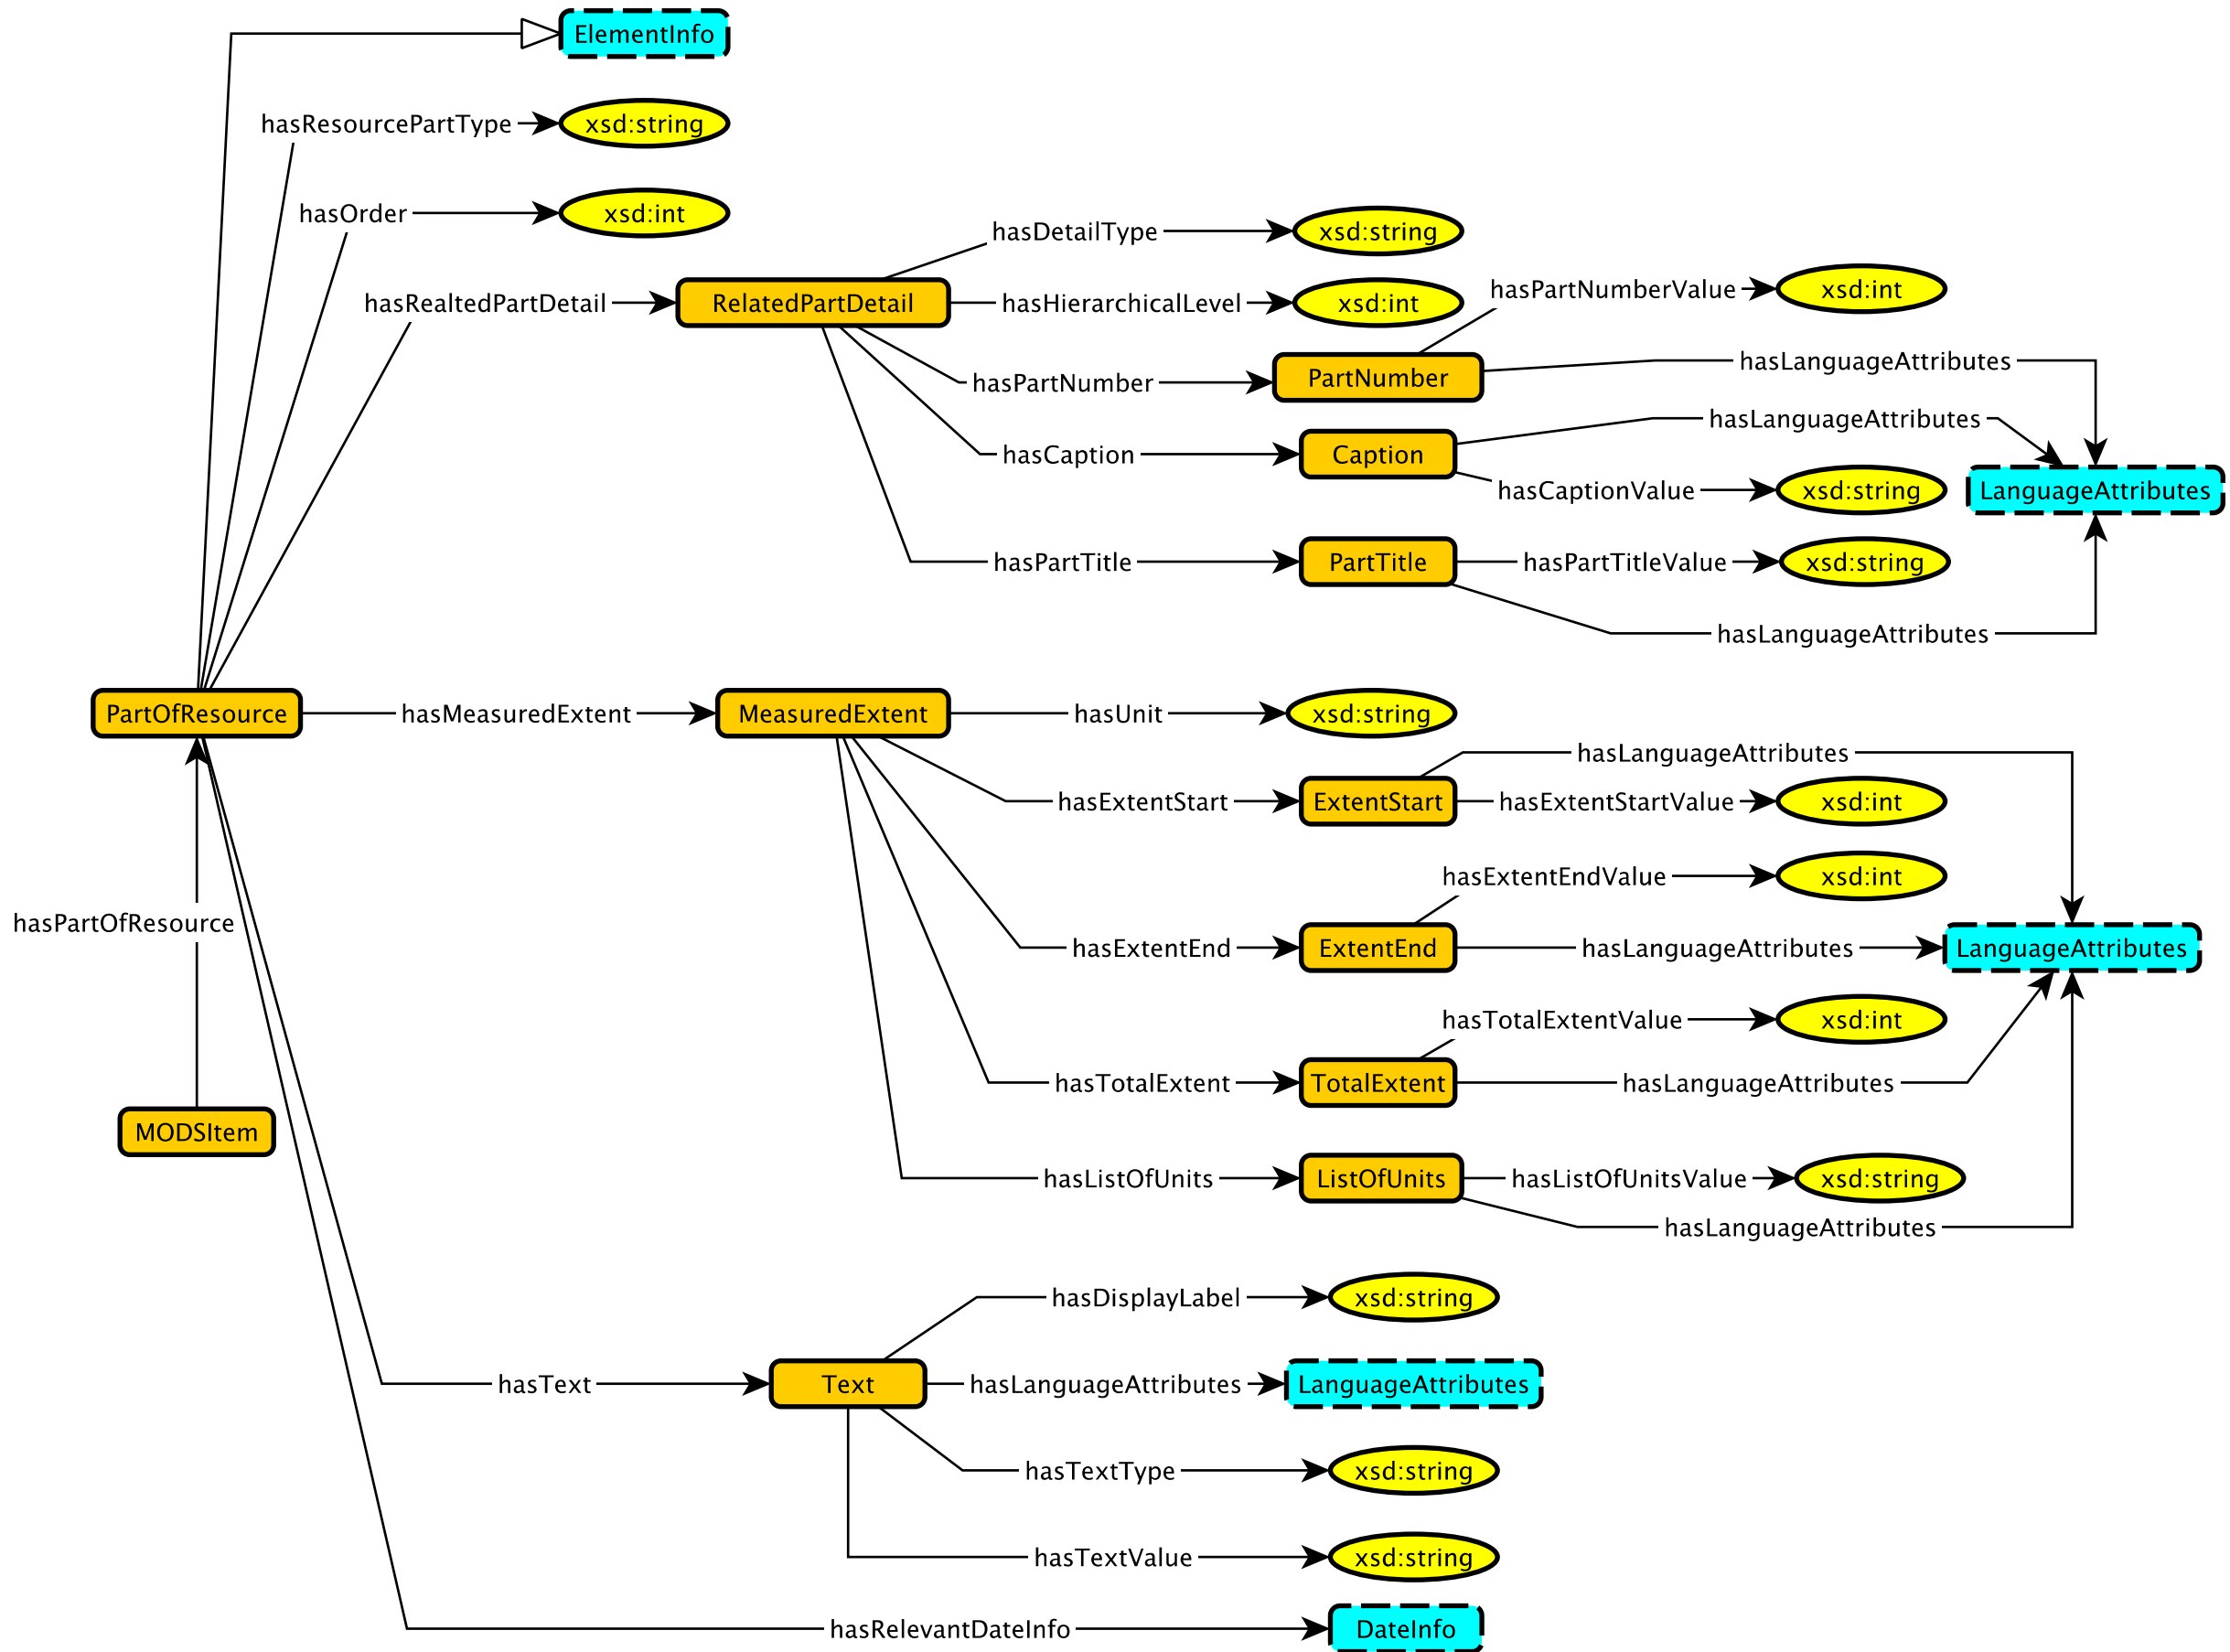 ElementInfo
hasResourcePartType
xsd:string
hasOrder
xsd:int
hasDetailType
xsd:string
hasRealtedPartDetail
RelatedPartDetail
hasHierarchicalLevel
xsd:int
hasPartNumberValue
xsd:int
hasPartNumber
PartNumber
hasLanguageAttributes
hasLanguageAttributes
hasCaption
Caption
hasCaptionValue
xsd:string
LanguageAttributes
hasPartTitle
PartTitle
hasPartTitleValue
xsd:string
hasLanguageAttributes
PartOfResource
hasMeasuredExtent
MeasuredExtent
hasUnit
xsd:string
hasLanguageAttributes
hasExtentStart
ExtentStart
hasExtentStartValue
xsd:int
hasExtentEndValue
xsd:int
hasPartOfResource
hasExtentEnd
ExtentEnd
hasLanguageAttributes
LanguageAttributes
hasTotalExtentValue
xsd:int
hasTotalExtent
TotalExtent
hasLanguageAttributes
MODSItem
hasListOfUnits
ListOfUnits
hasListOfUnitsValue
xsd:string
hasLanguageAttributes
hasDisplayLabel
xsd:string
hasText
Text
hasLanguageAttributes
LanguageAttributes
hasTextType
xsd:string
hasTextValue
xsd:string
hasRelevantDateInfo
DateInfo